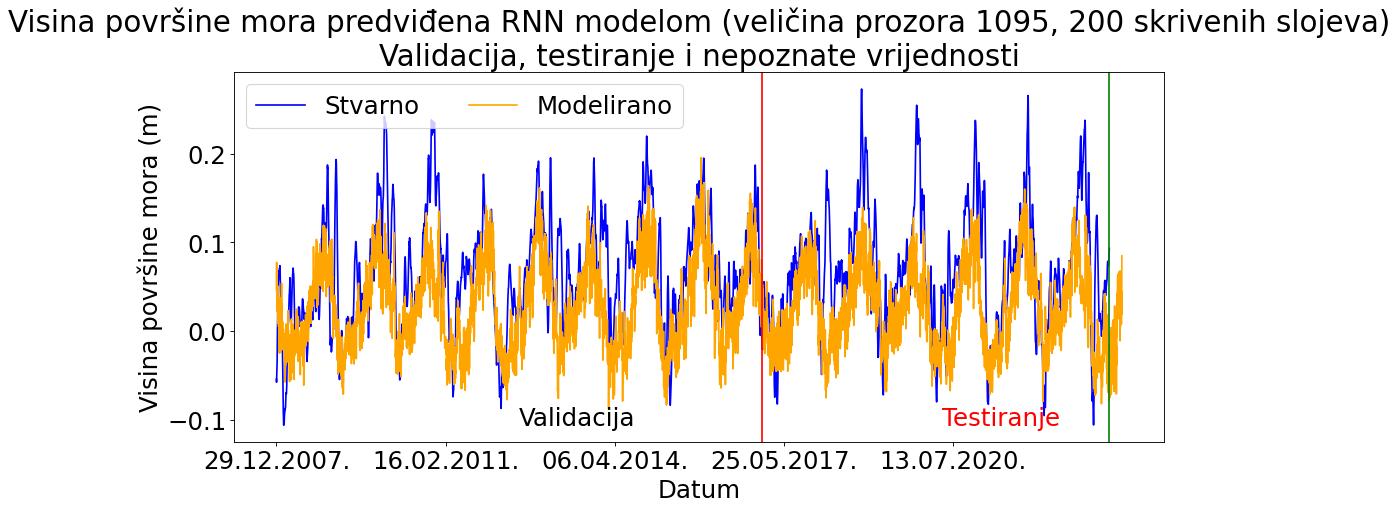 Visina površine mora predviđena RNN modelom (veličina prozora 1095, 200 skrivenih slojeva)
Validacija, testiranje i nepoznate vrijednosti
Stvarno Modelirano
Visina površine mora (m)
0.2
0.1
0.0
−0.1
Validacija Testiranje
29.12.2007. 16.02.2011. 06.04.2014. 25.05.2017. 13.07.2020.
Datum